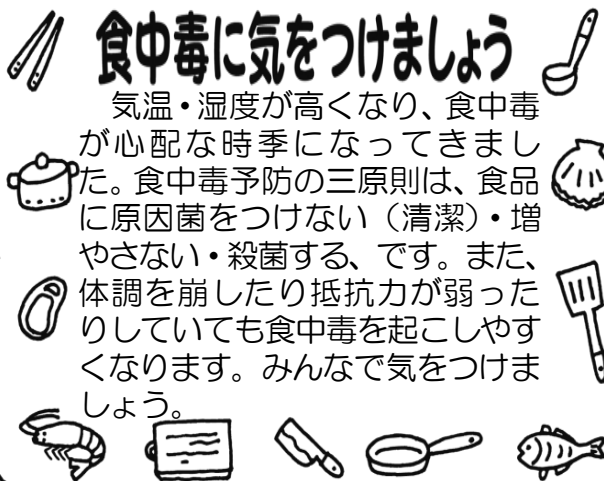 食中毒に気をつけましょう
　気温・湿度が高くなり、食中毒
が心配な時季になってきまし
た。食中毒予防の三原則は、食品
に原因菌をつけない（清潔）・増
やさない・殺菌する、です。また、
体調を崩したり抵抗力が弱った
りしていても食中毒を起こしやす
くなります。みんなで気をつけま
しょう。